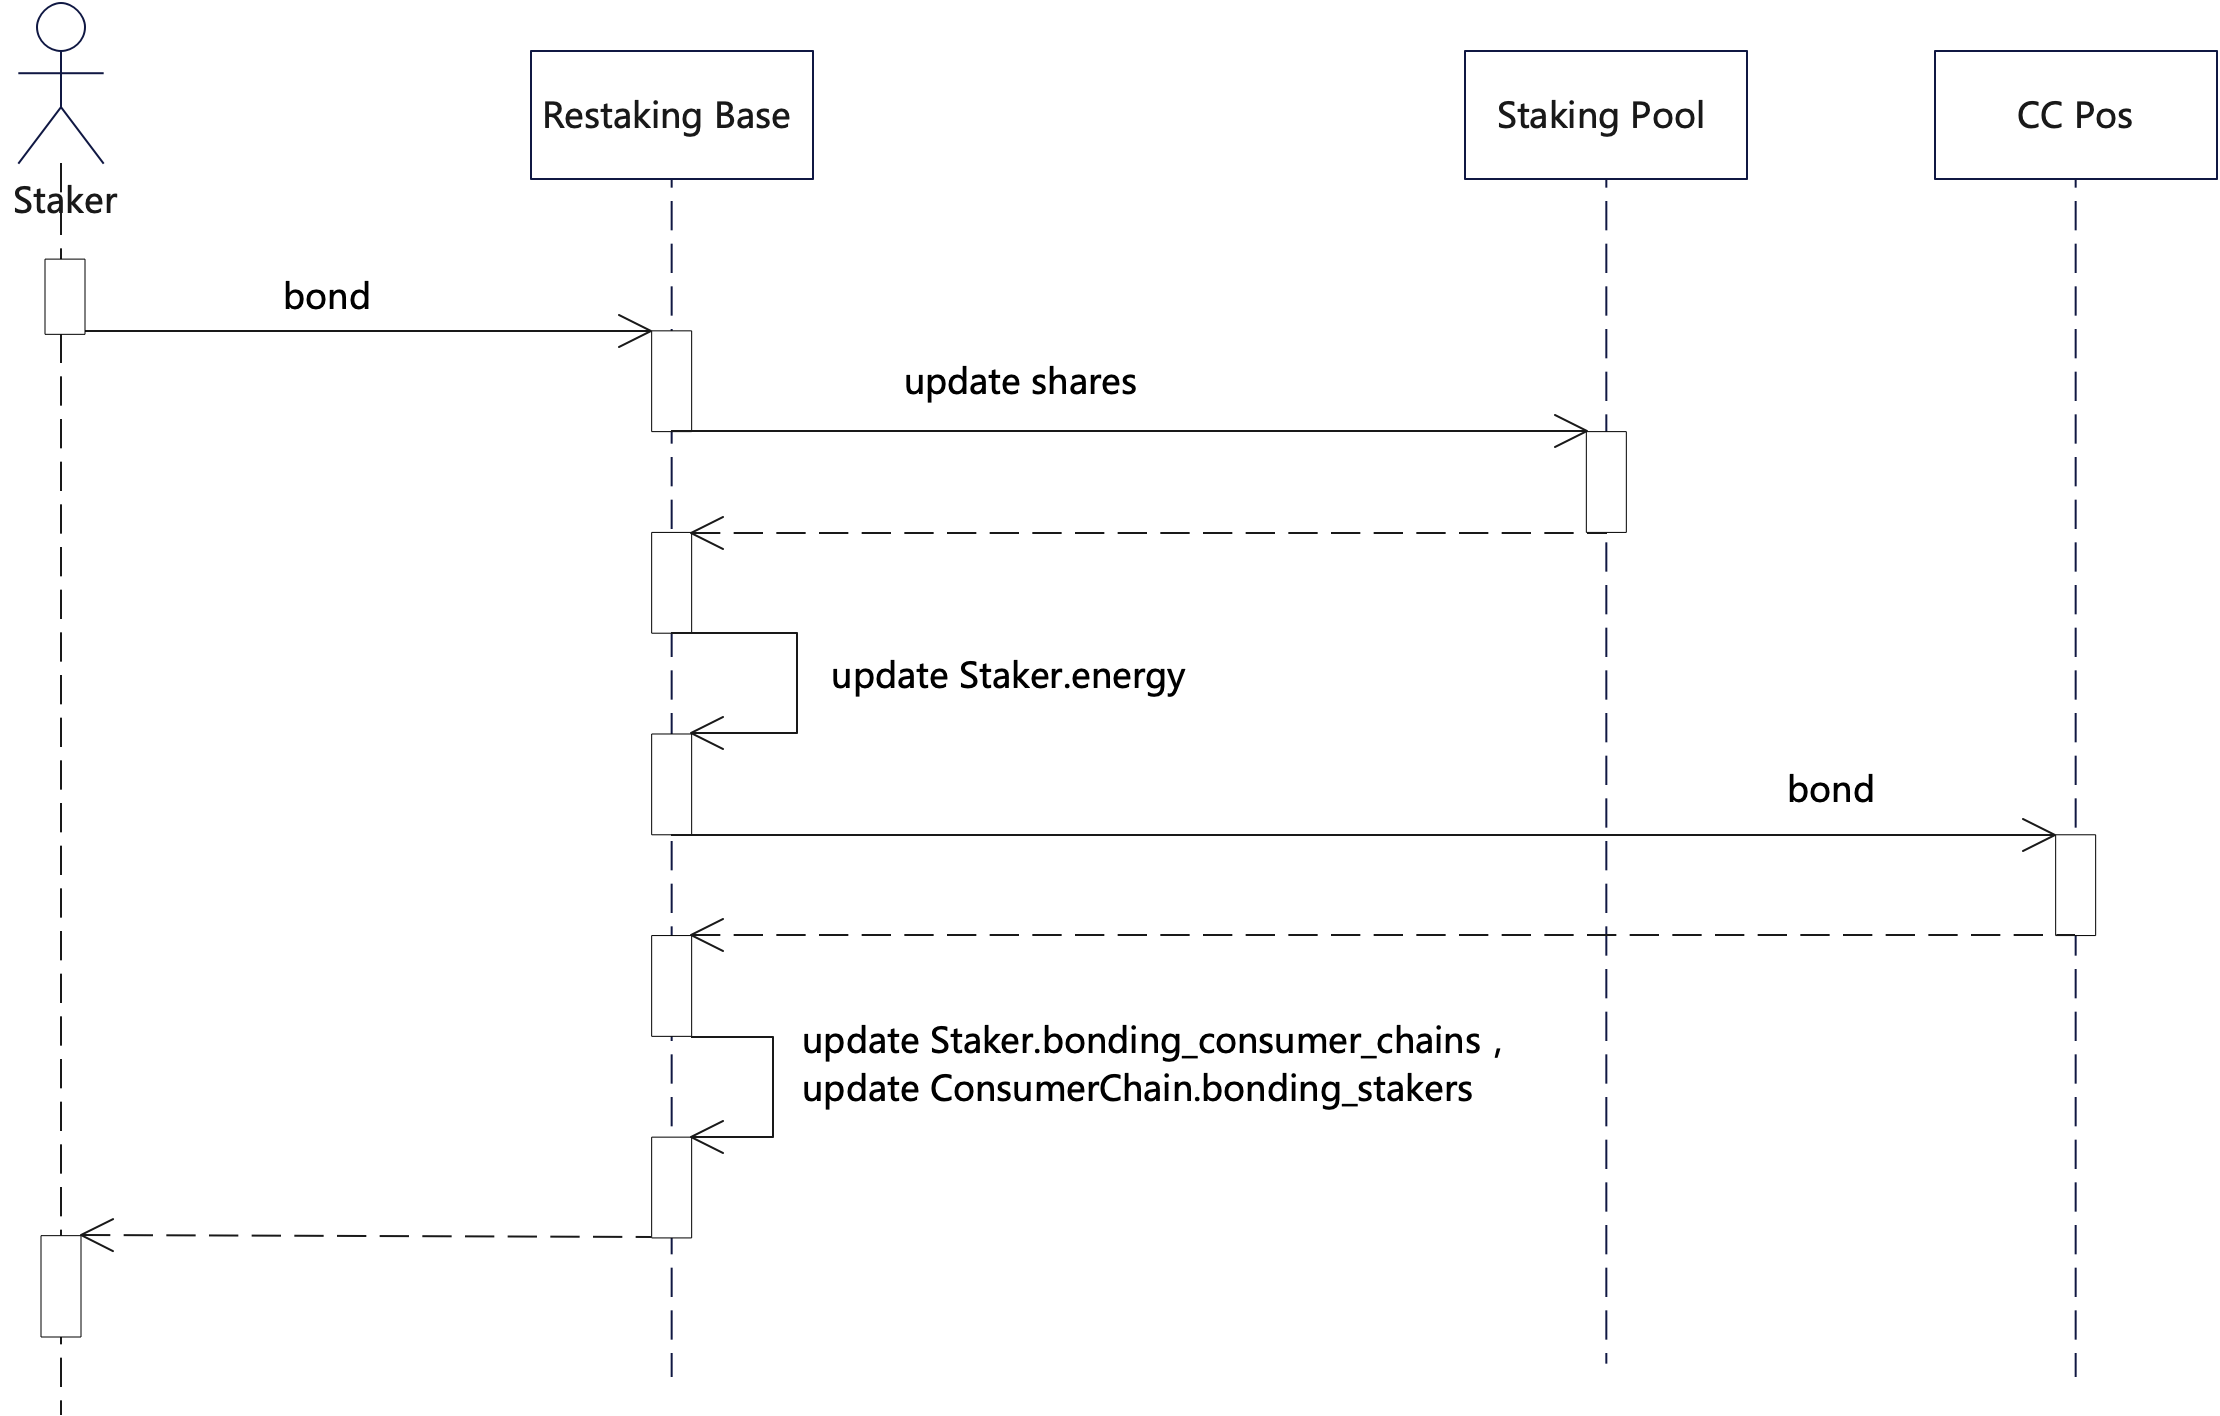 Restaking Base
Staking Pool
CC Pos
Staker
bond
update shares
update Staker.energy
bond
update Staker.bonding_consumer_chains ,
update ConsumerChain.bonding_stakers